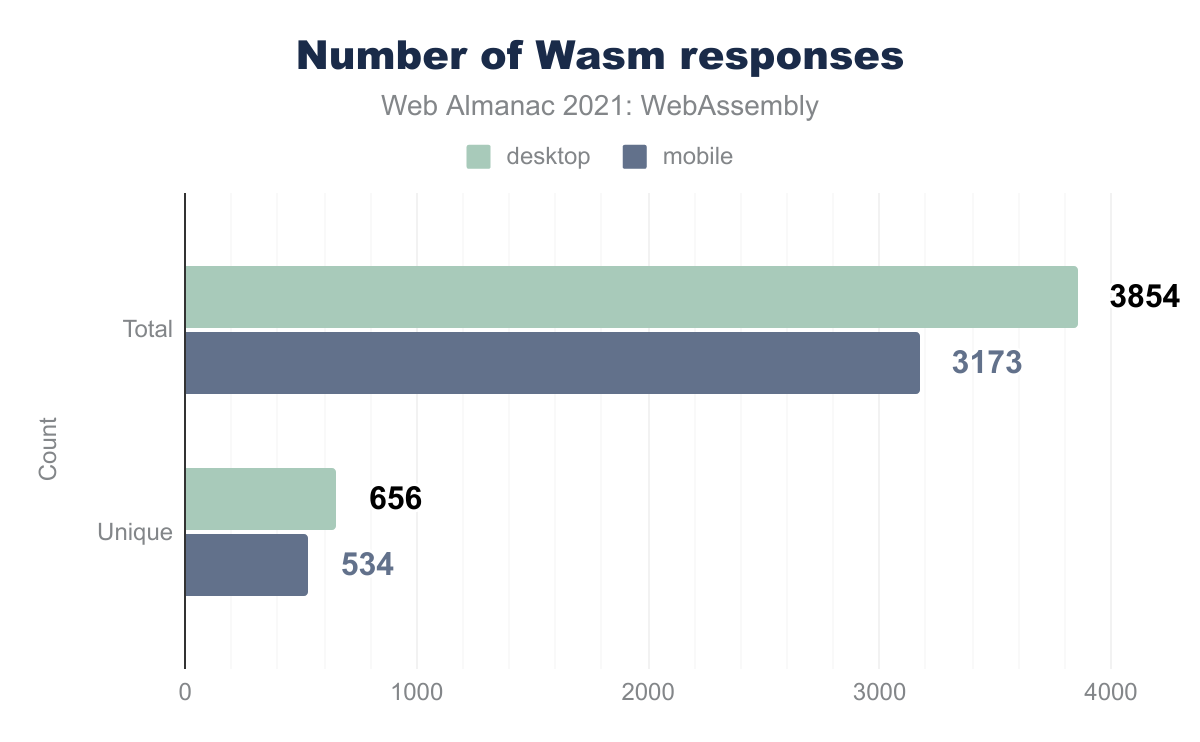 Number of Wasm responses
Web Almanac 2021: WebAssembly
desktop mobile
Total
3854
3173
Count
Unique
656
534
0 1000 2000 3000 4000